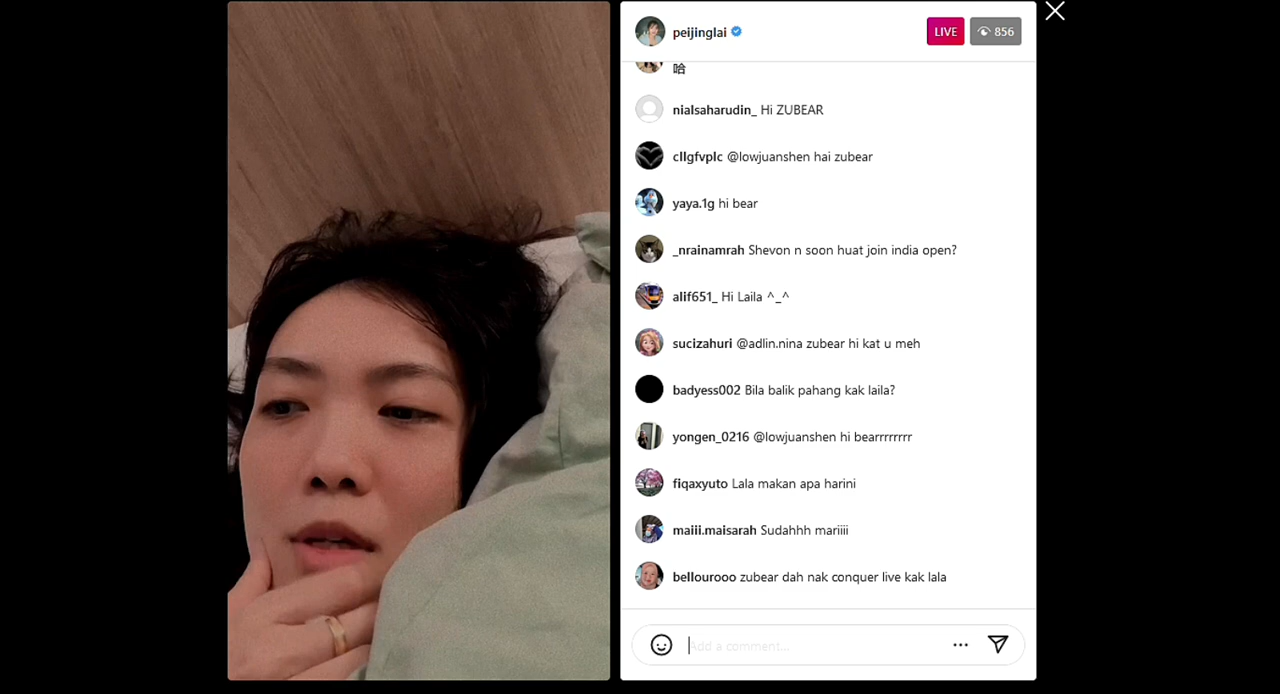 peijinglai
LIVE
856
哈
nialsaharudin_ Hi ZUBEAR
cllgfvplc @lowjuanshen hai zubear
yaya.1g hi bear
_nrainamrah Shevon n soon huat join india open?
alif651_ Hi Laila ^_^
sucizahuri @adlin.nina zubear hi kat u meh
badyess002 Bila balik pahang kak laila?
yongen_0216 @lowjuanshen hi bearrrrrrrr
fiqaxyuto Lala makan apa harini
maiii.maisarah Sudahhh mariiii
bellourooo zubear dah nak conquer live kak lala
Add a comment...